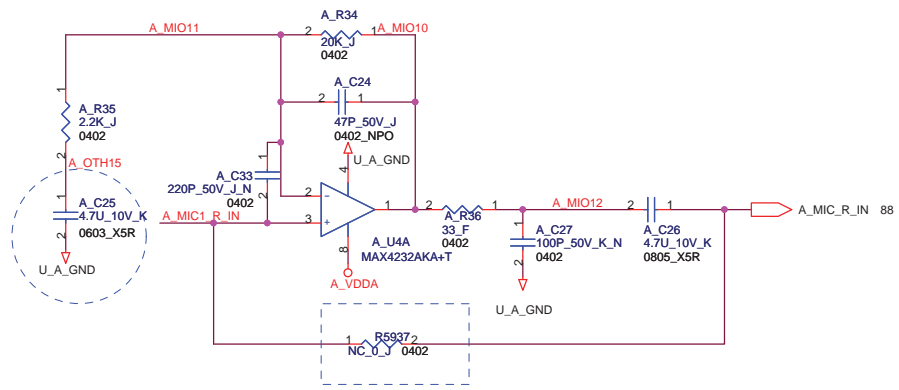 A_R34
A_MIO11
2
1
A_MIO10
20K_J
0402
A_C24
2
1
47P_50V_J
0402_NPO
1
A_R35
2.2K_J
0402
2
A_OTH15
U_A_GND
4
1
A_C33
220P_50V_J_N
0402
2
1
A_C25
4.7U_10V_K
0603_X5R
2
U_A_GND
A_MIC1_R_IN
2
3
1
A_U4A
MAX4232AKA+T
8
A_VDDA
2
1
A_R36
33_F
0402
A_MIO12
1
A_C27
100P_50V_K_N
0402
2
U_A_GND
2
1
A_C26
4.7U_10V_K
0805_X5R
A_MIC_R_IN 88
1
R5937
2
NC_0_J
0402